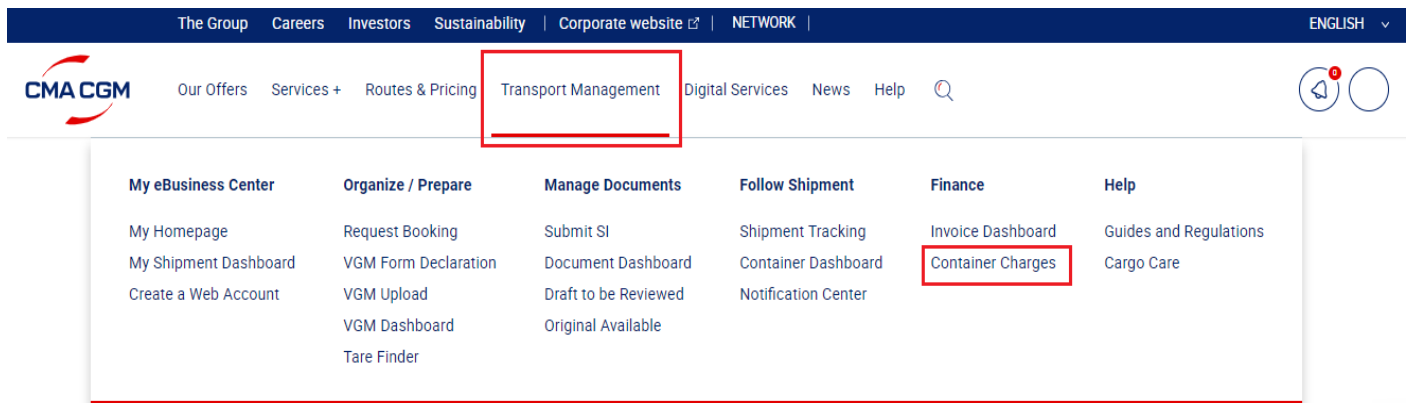 The Group Careers Investors Sustainability | Corporate website | NETWORK | ENGLISH
CMA CGM Our Offers Services + Routes & Pricing Transport Management Digital Services News Help 0
My eBusiness Center Organize / Prepare Manage Documents Follow Shipment Finance Help
My Homepage Request Booking Submit SI Shipment Tracking Invoice Dashboard Guides and Regulations
My Shipment Dashboard VGM Form Declaration Document Dashboard Container Dashboard Container Charges Cargo Care
Create a Web Account VGM Upload Draft to be Reviewed Notification Center
VGM Dashboard Original Available
Tare Finder